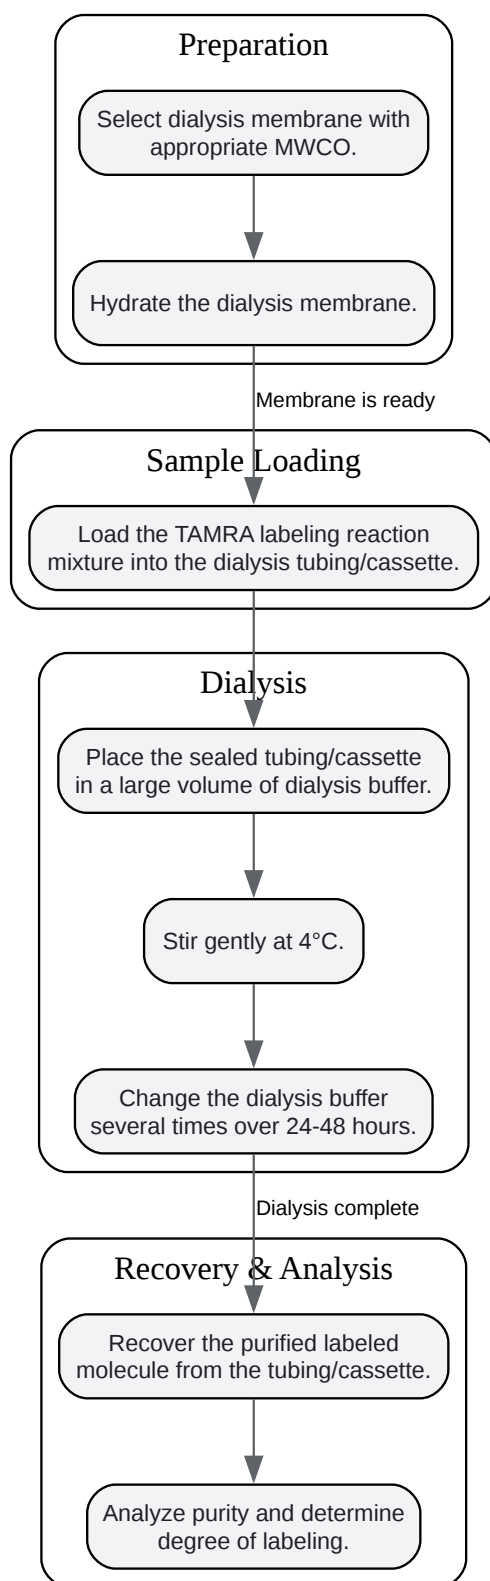 Preparation
Select dialysis membrane with
appropriate MWCO.
Hydrate the dialysis membrane.
Membrane is ready
Sample Loading
Load the TAMRA labeling reaction
mixture into the dialysis tubing/cassette.
Dialysis
Place the sealed tubing/cassette
in a large volume of dialysis buffer.
Stir gently at 4°C.
Change the dialysis buffer
several times over 24-48 hours.
Dialysis complete
Recovery & Analysis
Recover the purified labeled
molecule from the tubing/cassette.
Analyze purity and determine
degree of labeling.